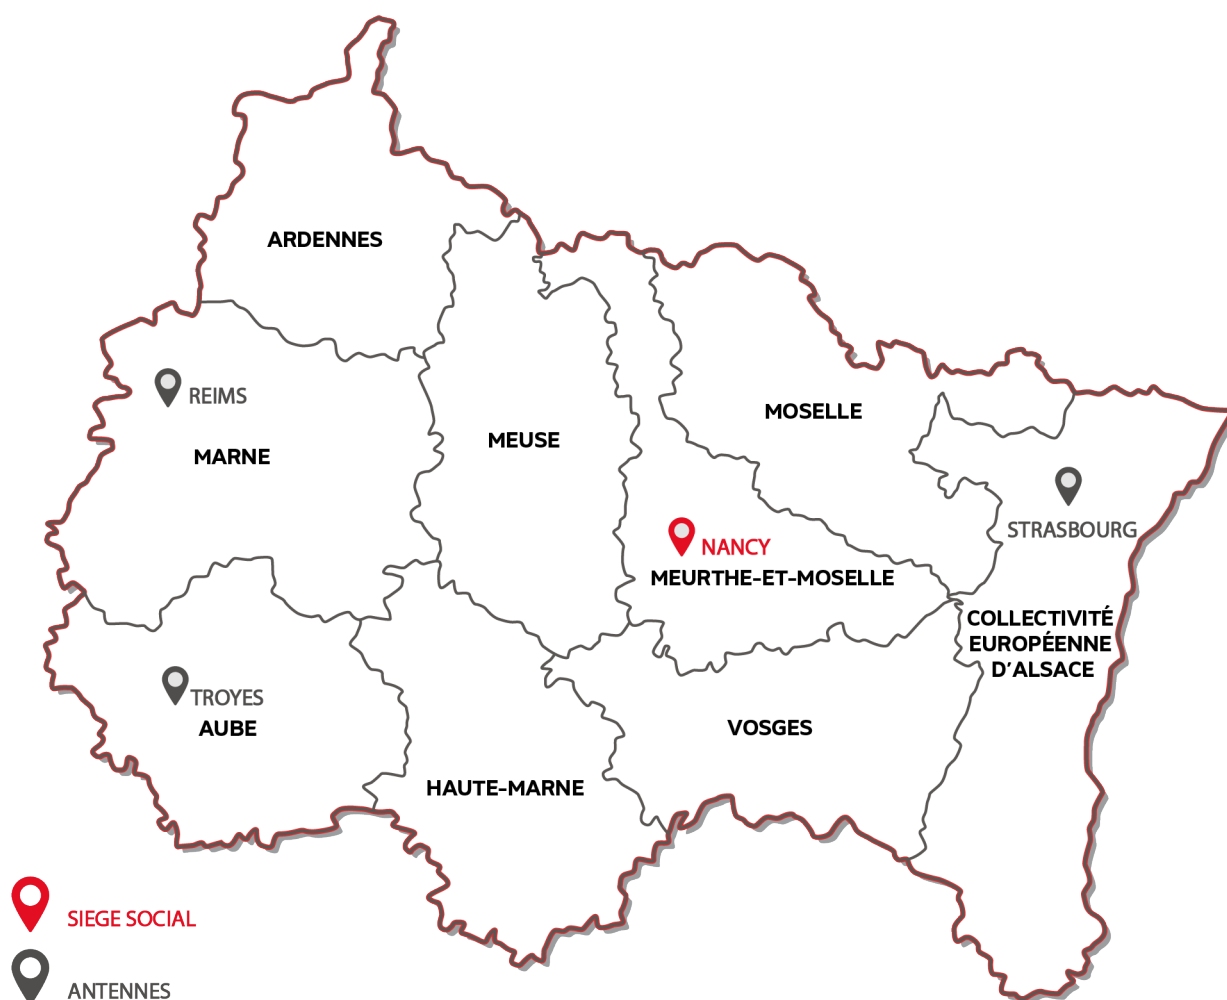 ARDENNES
REIMS
MARNE
MEUSE
MOSELLE
STRASBOURG
NANCY
MEURTHE-ET-MOSELLE
COLLECTIVITÉ
EUROPÉENNE
D'ALSACE
TROYES
AUBE
VOSGES
HAUTE-MARNE
SIEGE SOCIAL
ANTENNES